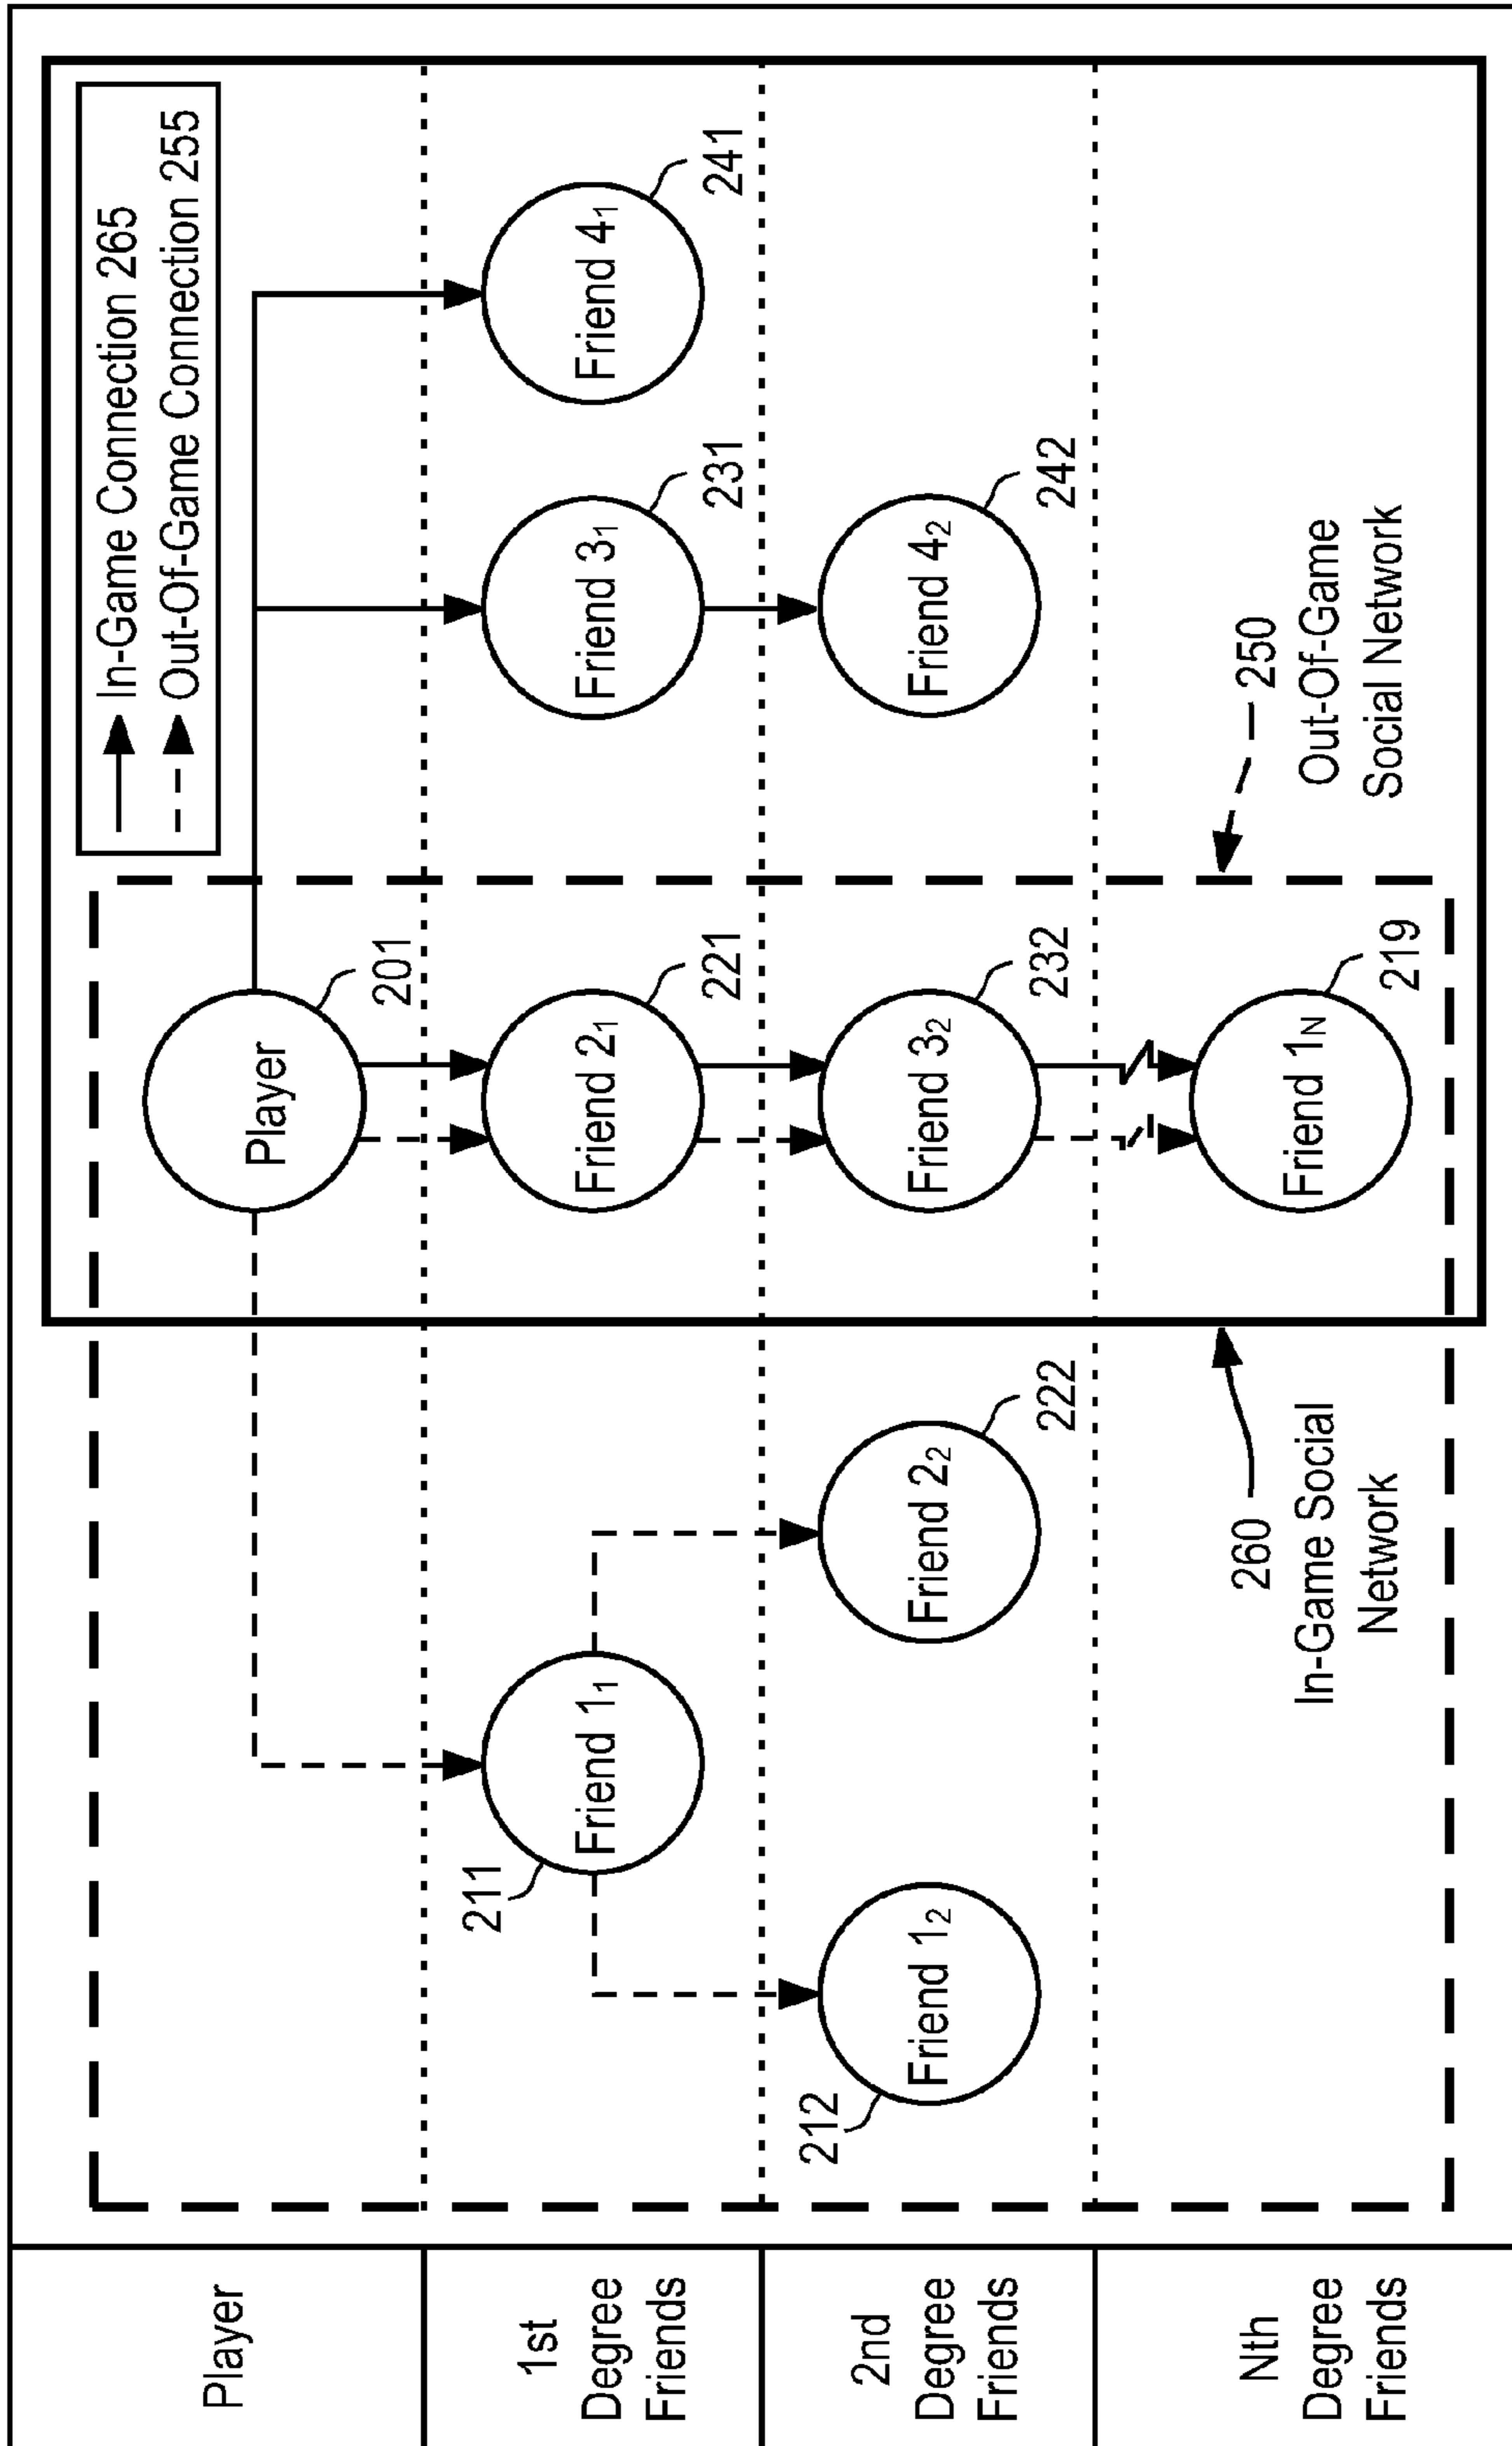 Player
1st
Degree
Friends
2nd
Degree
Friends
Nth
Degree
Friends
In-Game Connection 265
Out-Of-Game Connection 255
Player
201
Friend 1₁
211
Friend 2₁
221
Friend 3₁
231
Friend 4₁
241
Friend 1₂
212
Friend 2₂
222
Friend 3₂
232
Friend 4₂
242
Friend 1N
219
260
In-Game Social
Network
250
Out-Of-Game
Social Network